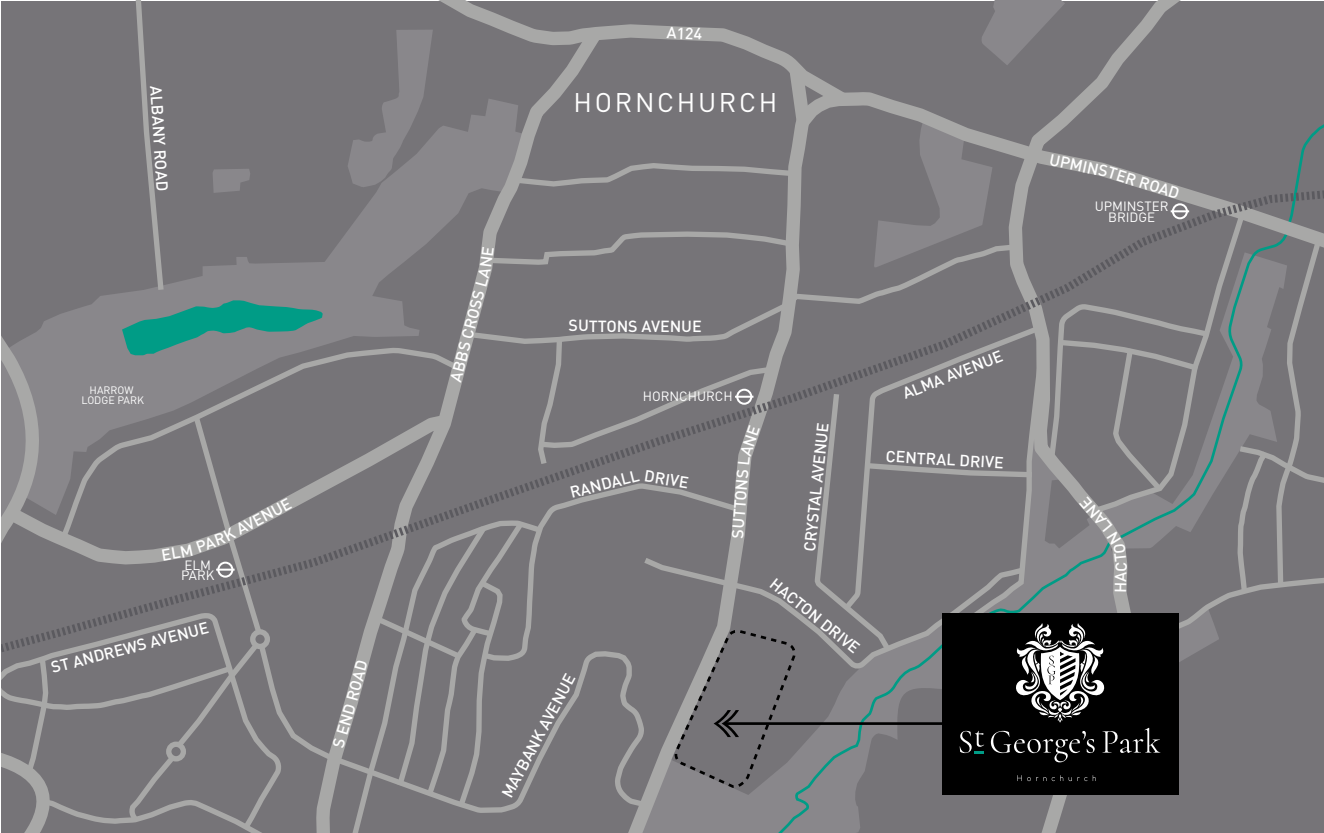 A124
HORNCHURCH
ALBANY ROAD
UPMINSTER ROAD
UPMINSTER
BRIDGE
ABBS CROSS LANE
SUTTONS AVENUE
HARROW
LODGE PARK
HORNCHURCH
ALMA AVENUE
SUTTONS LANE
CRYSTAL AVENUE
CENTRAL DRIVE
RANDALL DRIVE
HACTON LANE
ELM PARK AVENUE
ELM
PARK
HACTON DRIVE
ST ANDREWS AVENUE
S END ROAD
MAYBANK AVENUE
SGP
St George's Park
Hornchurch